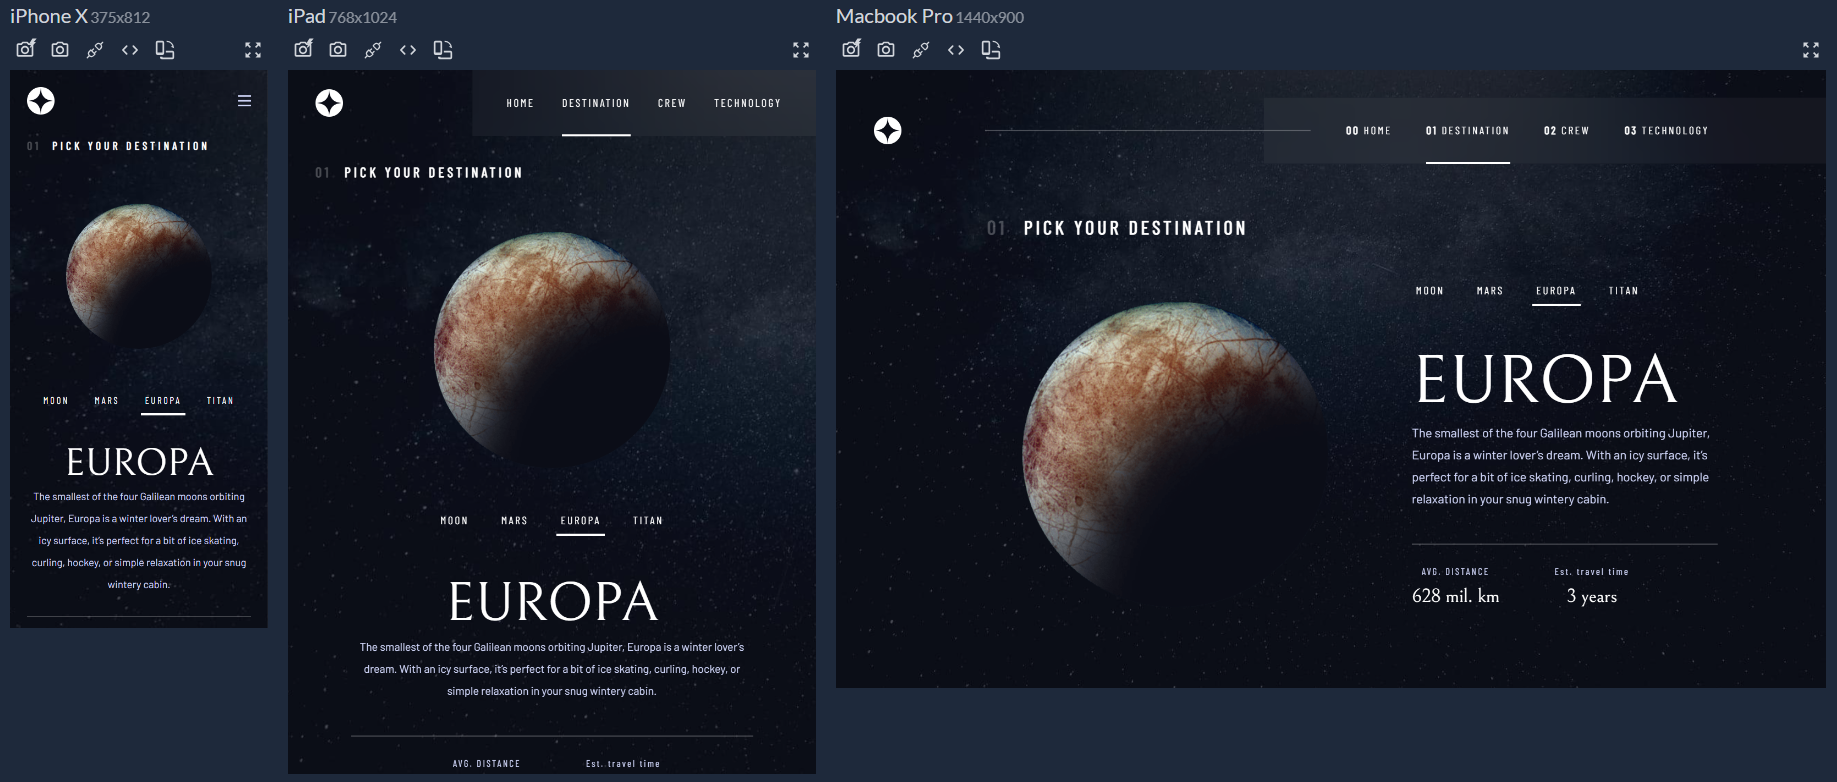 iPhone X 375x812
01 PICK YOUR DESTINATION
MOON MARS EUROPA TITAN
EUROPA
The smallest of the four Galilean moons orbiting
Jupiter, Europa is a winter lover's dream. With an
icy surface, it's perfect for a bit of ice skating,
curling, hockey, or simple relaxation in your snug
wintery cabin.
iPad 768x1024
HOME DESTINATION CREW TECHNOLOGY
01 PICK YOUR DESTINATION
MOON MARS EUROPA TITAN
EUROPA
The smallest of the four Galilean moons orbiting Jupiter, Europa is a winter lover's
dream. With an icy surface, it's perfect for a bit of ice skating, curling, hockey, or
simple relaxation in your snug wintery cabin.
AVG. DISTANCE Est. travel time
Macbook Pro 1440x900
00 HOME 01 DESTINATION 02 CREW 03 TECHNOLOGY
01 PICK YOUR DESTINATION
MOON MARS EUROPA TITAN
EUROPA
The smallest of the four Galilean moons orbiting Jupiter,
Europa is a winter lover's dream. With an icy surface, it's
perfect for a bit of ice skating, curling, hockey, or simple
relaxation in your snug wintery cabin.
AVG. DISTANCE Est. travel time
628 mil. km 3 years